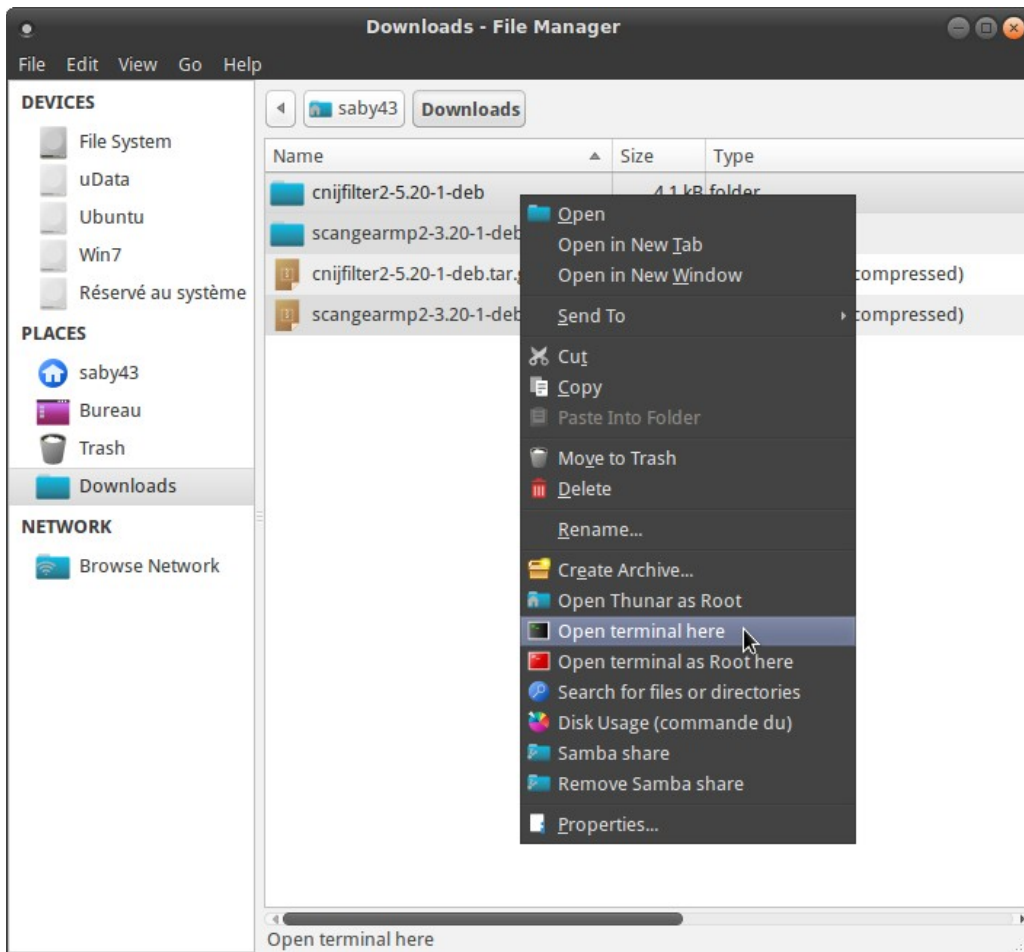 Downloads - File Manager
File Edit View Go Help
DEVICES
File System
uData
Ubuntu
Win7
Réservé au système
PLACES
saby43
Bureau
Trash
Downloads
NETWORK
Browse Network
saby43 Downloads
Name Size Type
cnijfilter2-5.20-1-deb 4,1 kB folder
scangearmp2-3.20-1-deb
cnijfilter2-5.20-1-deb.tar.g compressed)
scangearmp2-3.20-1-deb compressed)
Open
Open in New Tab
Open in New Window
Send To
Cut
Copy
Paste Into Folder
Move to Trash
Delete
Rename...
Create Archive...
Open Thunar as Root
Open terminal here
Open terminal as Root here
Search for files or directories
Disk Usage (commande du)
Samba share
Remove Samba share
Properties...
Open terminal here